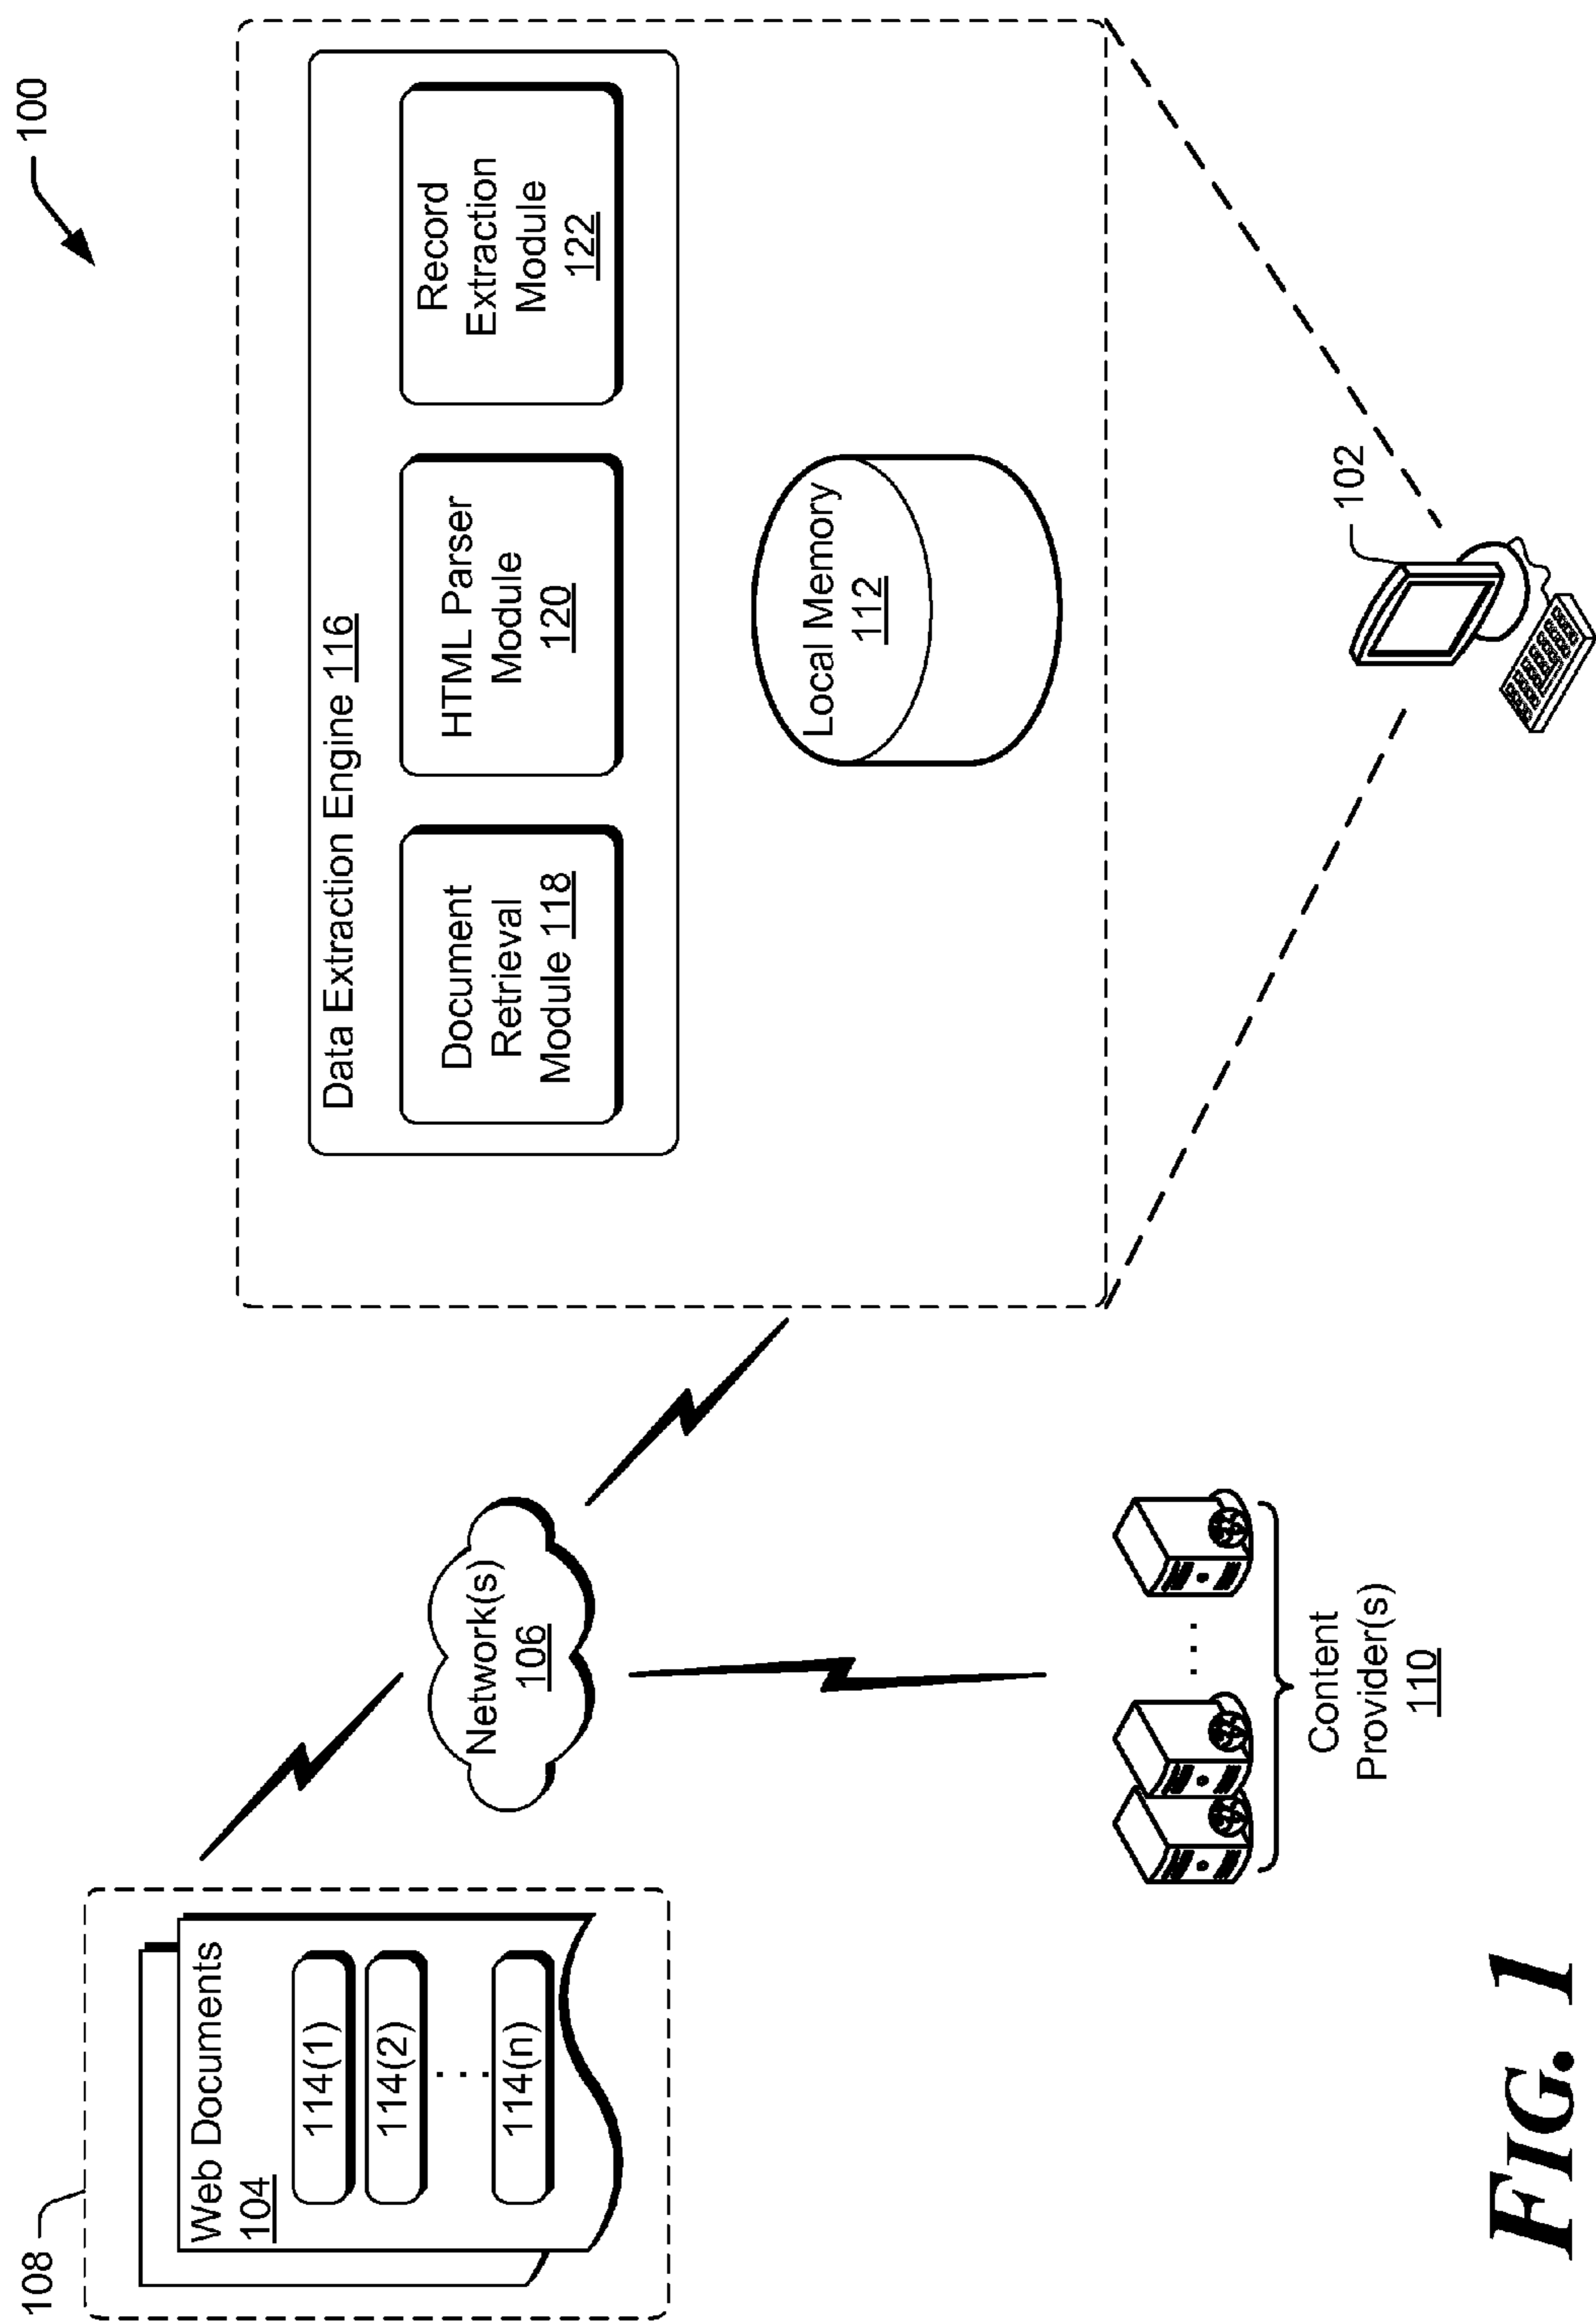 100
108
Web Documents
104
114(1)
114(2)
...
114(n)
Network(s)
106
Content
Provider(s)
110
...
Data Extraction Engine 116
Document
Retrieval
Module 118
HTML Parser
Module
120
Record
Extraction
Module
122
Local Memory
112
102
FIG. 1